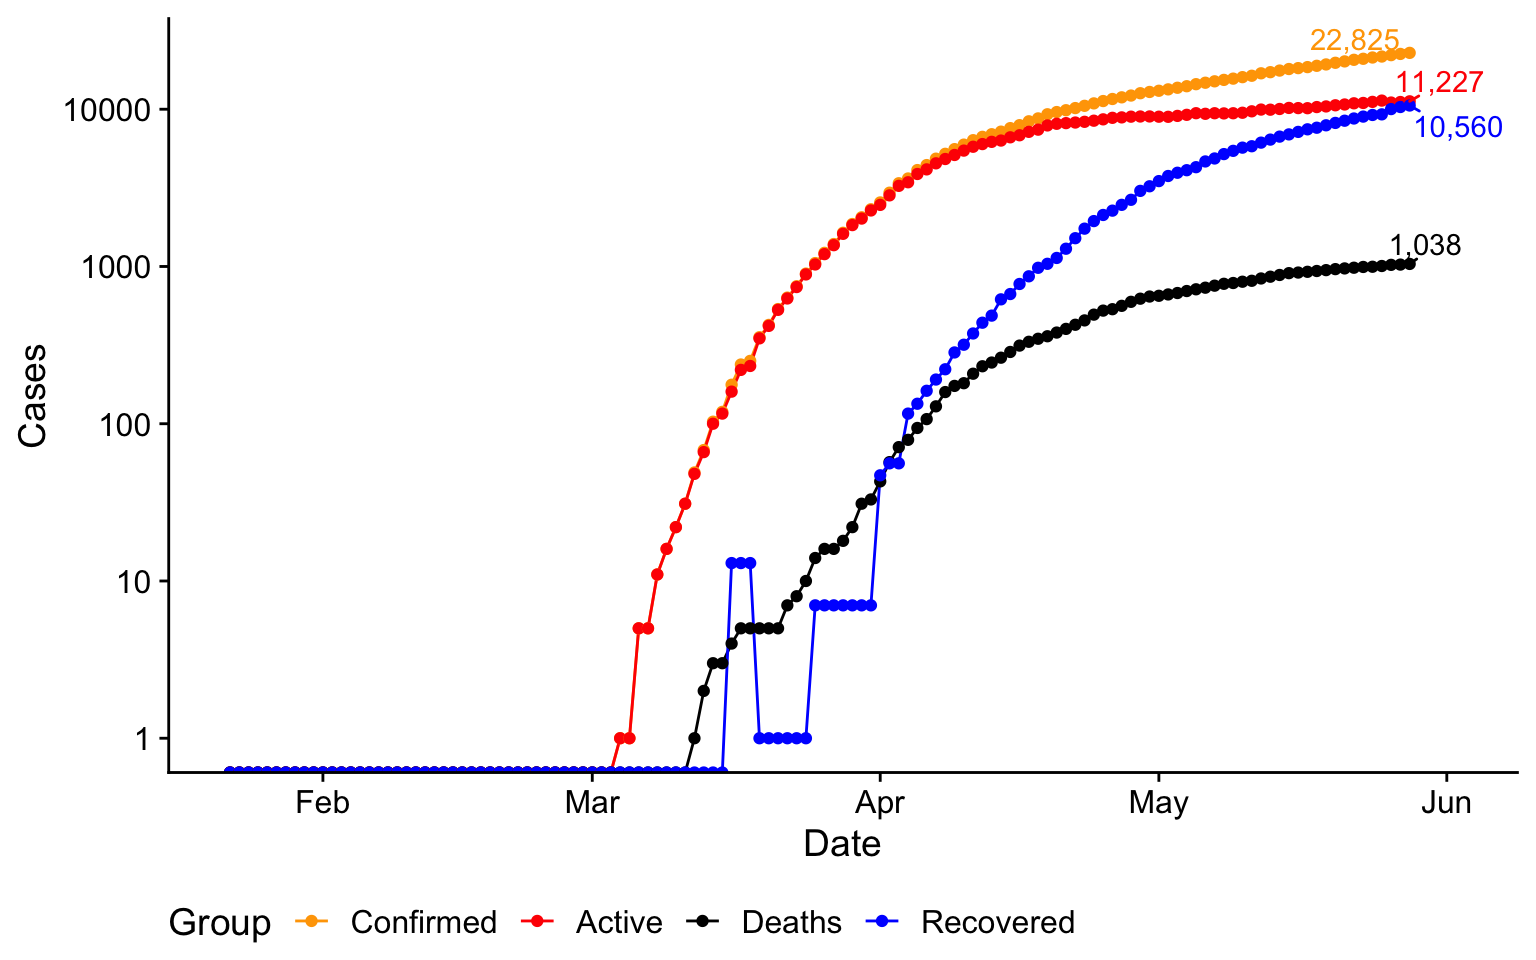 22,825
11,227
10,560
1,038
10000
1000
100
10
1
Cases
Feb Mar Apr May Jun
Date
Group Confirmed Active Deaths Recovered